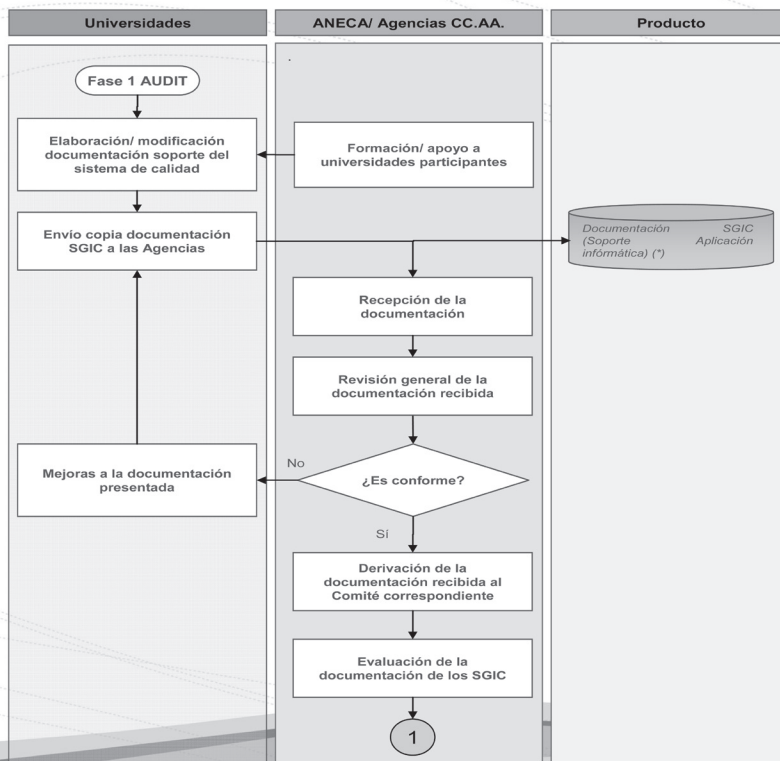 Universidades
ANECA/ Agencias CC.AA.
Producto
Fase 1 AUDIT
Elaboración/ modificación
documentación soporte del
sistema de calidad
Formación/ apoyo a
universidades participantes
Envio copia documentación
SGIC a las Agencias
Documentación SGIC
(Soporte Aplicación
infórmática) (*)
Recepción de la
documentación
Revisión general de la
documentación recibida
Mejoras a la documentación
presentada
No
¿Es conforme?
Sí
Derivación de la
documentación recibida al
Comité correspondiente
Evaluación de la
documentación de los SGIC
1